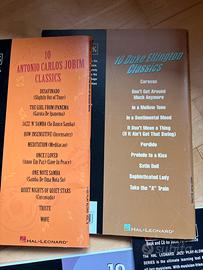 10
ANTONIO CARLOS JOBIM
CLASSICS
DESAFINADO
(Slightly Out of Tune)
THE GIRL FROM IPANEMA
(Garota De Ipanema)
JAZZ 'N' SAMBA (So Danco Samba)
HOW INSENSITIVE (Insensatez)
MEDITATION (Meditacao)
ONCE I LOVED
(Amor Em Paz) (Love In Peace)
ONE NOTE SAMBA
(Samba De Uma Nota So)
QUIET NIGHTS OF QUIET STARS
(Corcovado)
TRISTE
WAVE
HAL•LEONARD
10 Duke Ellington
Classics
Caravan
Don't Get Around
Much Anymore
In a Mellow Tone
In a Sentimental Mood
It Don't Mean a Thing
(If It Ain't Got That Swing)
Perdido
Prelude to a Kiss
Satin Doll
Sophisticated Lady
Take the "A" Train
HAL•LEONARD